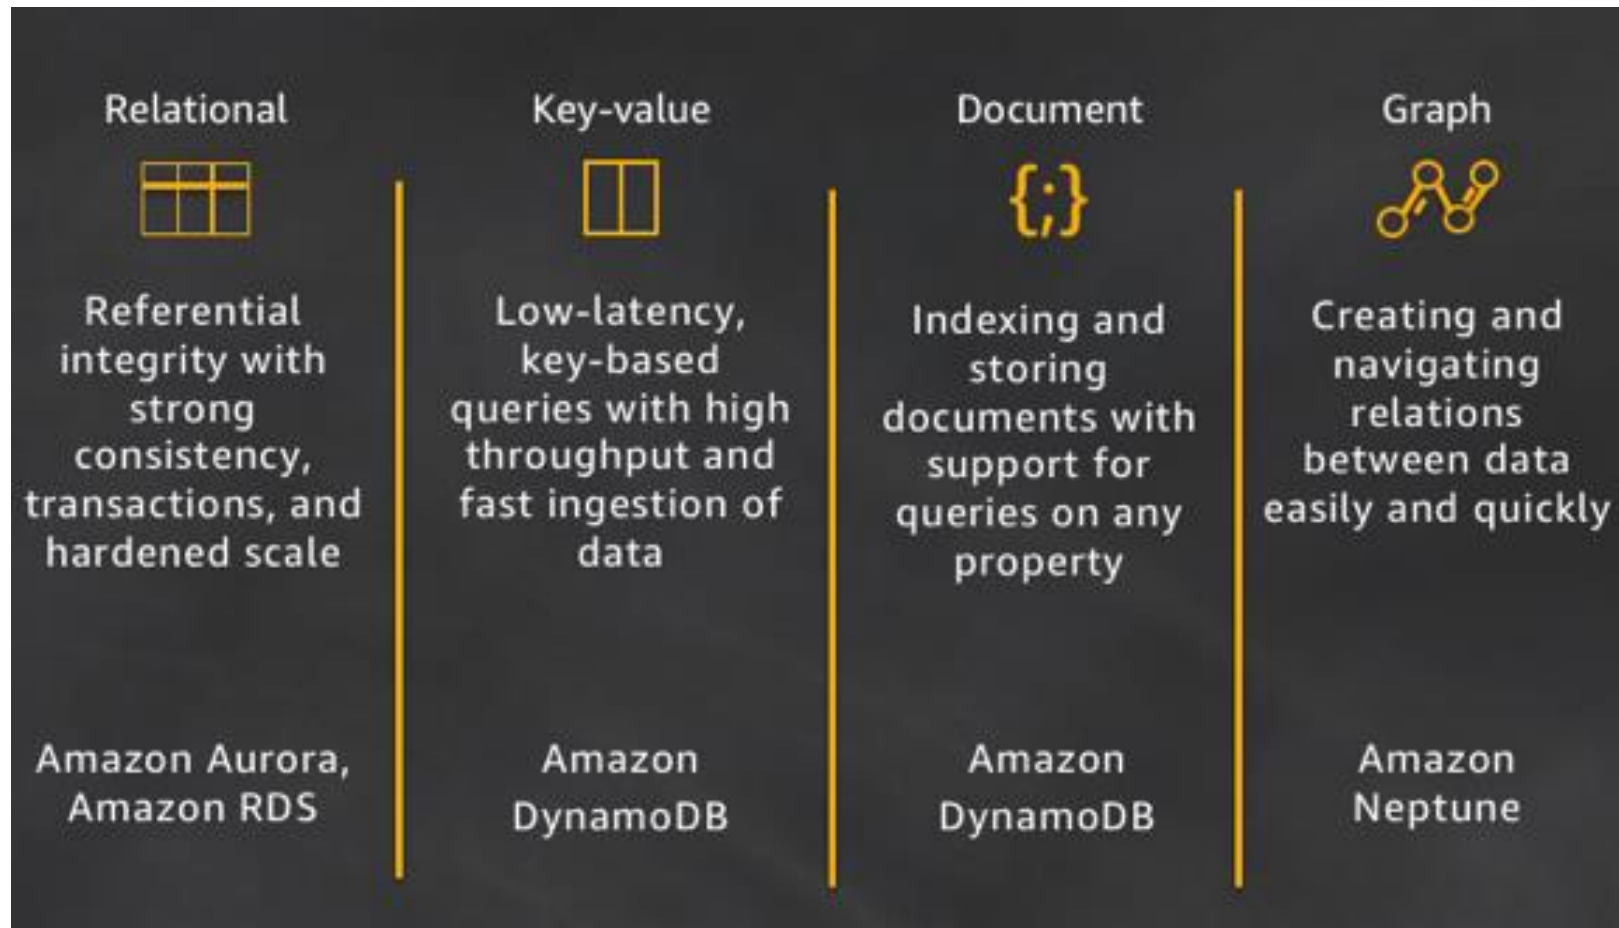 Relational
Referential
integrity with
strong
consistency,
transactions, and
hardened scale
Amazon Aurora,
Amazon RDS
Key-value
Low-latency,
key-based
queries with high
throughput and
fast ingestion of
data
Amazon
DynamoDB
Document
Indexing and
storing
documents with
support for
queries on any
property
Amazon
DynamoDB
Graph
Creating and
navigating
relations
between data
easily and quickly
Amazon
Neptune